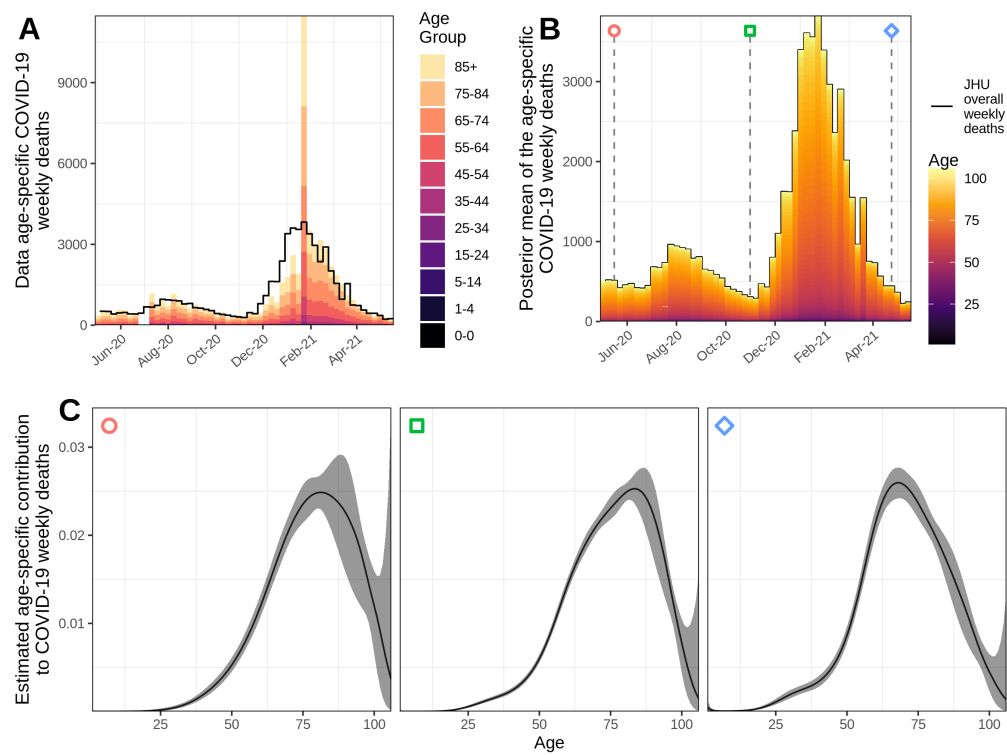 A
Data age-specific COVID-19
weekly deaths
9000
6000
3000
0
Jun-20
Aug-20
Oct-20
Dec-20
Feb-21
Apr-21
Age
Group
85+
75-84
65-74
55-64
45-54
35-44
25-34
15-24
5-14
1-4
0-0
B
Posterior mean of the age-specific
COVID-19 weekly deaths
3000
2000
1000
0
Jun-20
Aug-20
Oct-20
Dec-20
Feb-21
Apr-21
JHU
overall
weekly
deaths
Age
100
75
50
25
C
Estimated age-specific contribution
to COVID-19 weekly deaths
0.03
0.02
0.01
25
50
75
100
25
50
75
100
25
50
75
100
Age